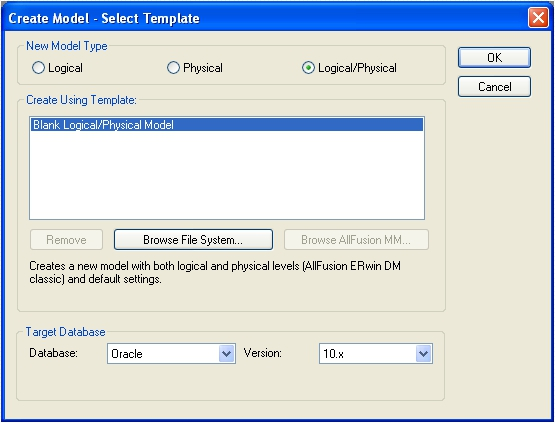 Create Model - Select Template
New Model Type
Logical
Physical
Logical/Physical
OK
Cancel
Create Using Template:
Blank Logical/Physical Model
Remove
Browse File System...
Browse AllFusion MM...
Creates a new model with both logical and physical levels (AllFusion ERwin DM
classic) and default settings.
Target Database
Database:
Oracle
Version:
10.x